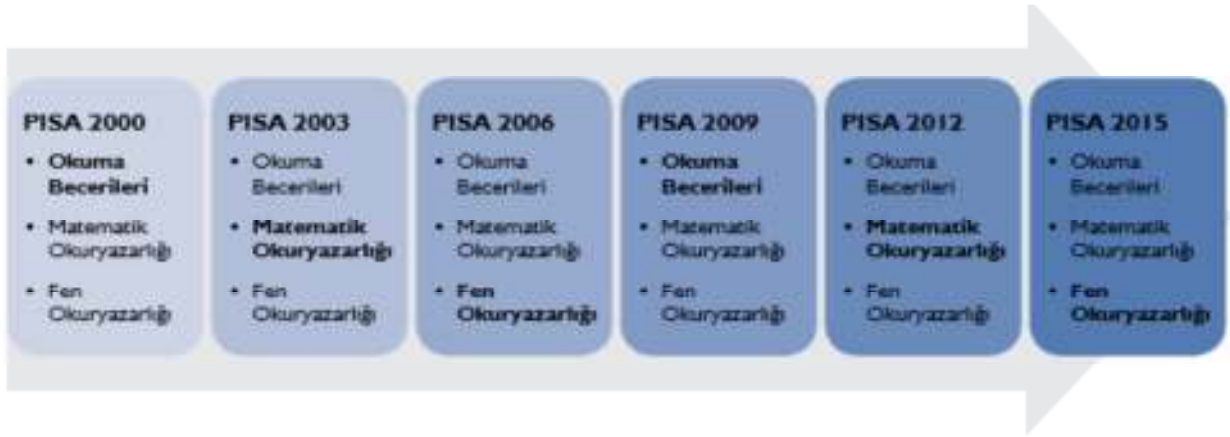 PISA 2000
• Okuma
Becerileri
• Matematik
Okuryazarlığı
• Fen
Okuryazarlığı
PISA 2003
• Okuma
Becerileri
• Matematik
Okuryazarlığı
• Fen
Okuryazarlığı
PISA 2006
• Okuma
Becerileri
• Matematik
Okuryazarlığı
• Fen
Okuryazarlığı
PISA 2009
• Okuma
Becerileri
• Matematik
Okuryazarlığı
• Fen
Okuryazarlığı
PISA 2012
• Okuma
Becerileri
• Matematik
Okuryazarlığı
• Fen
Okuryazarlığı
PISA 2015
• Okuma
Becerileri
• Matematik
Okuryazarlığı
• Fen
Okuryazarlığı